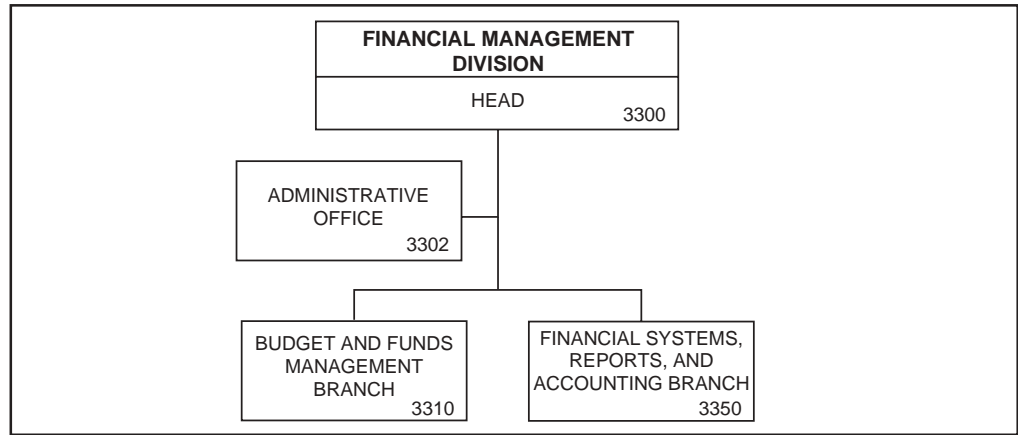 FINANCIAL MANAGEMENT
DIVISION
HEAD
3300
ADMINISTRATIVE
OFFICE
3302
BUDGET AND FUNDS
MANAGEMENT
BRANCH
3310
FINANCIAL SYSTEMS,
REPORTS, AND
ACCOUNTING BRANCH
3350